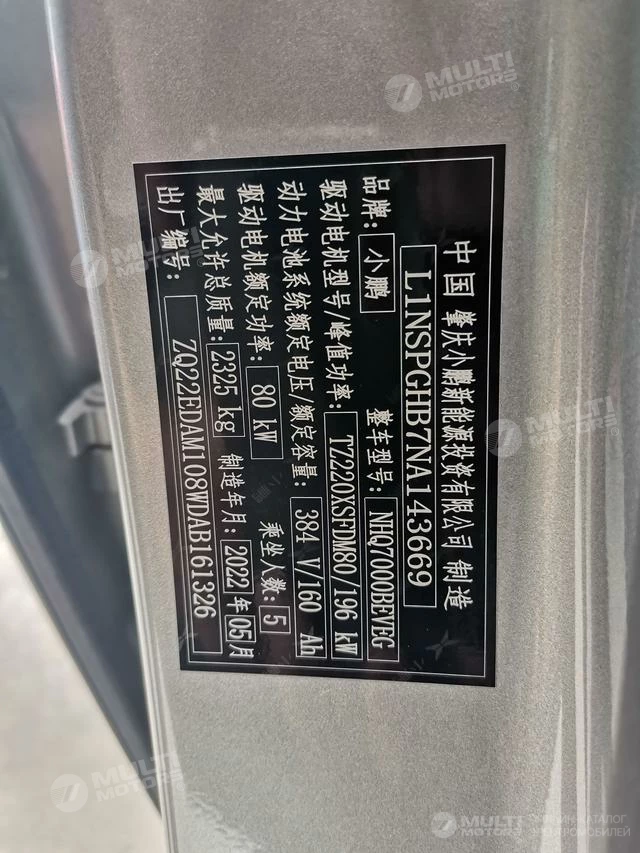 中国 肇庆小鹏新能源投资有限公司 制造
L1NSPGHB7NA143669
品牌: 小鹏 整车型号: NHQ7000BEVEG
驱动电机型号/峰值功率: TZ220XSFDM80/196 kW
动力电池系统额定电压/额定容量: 384 V/160 Ah
驱动电机额定功率: 80 kW 乘坐人数: 5
最大允许总质量: 2325 kg 制造年月: 2022 年 05 月
出厂编号: ZQ22EDAM108WDAB161326
MULTI MOTORS®
MULTI MOTORS
MULTI MOTORS
MULTI MOTORS
MULTI MOTORS
ОНЛАЙН-КАТАЛОГ
ЭЛЕКТРОМОБИЛЕЙ